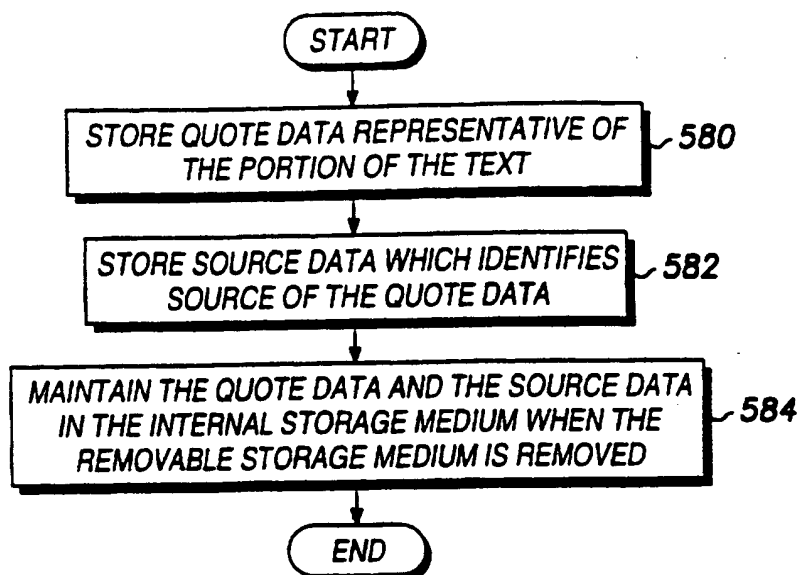 START
STORE QUOTE DATA REPRESENTATIVE OF
THE PORTION OF THE TEXT
580
STORE SOURCE DATA WHICH IDENTIFIES
SOURCE OF THE QUOTE DATA
582
MAINTAIN THE QUOTE DATA AND THE SOURCE DATA
IN THE INTERNAL STORAGE MEDIUM WHEN THE
REMOVABLE STORAGE MEDIUM IS REMOVED
584
END